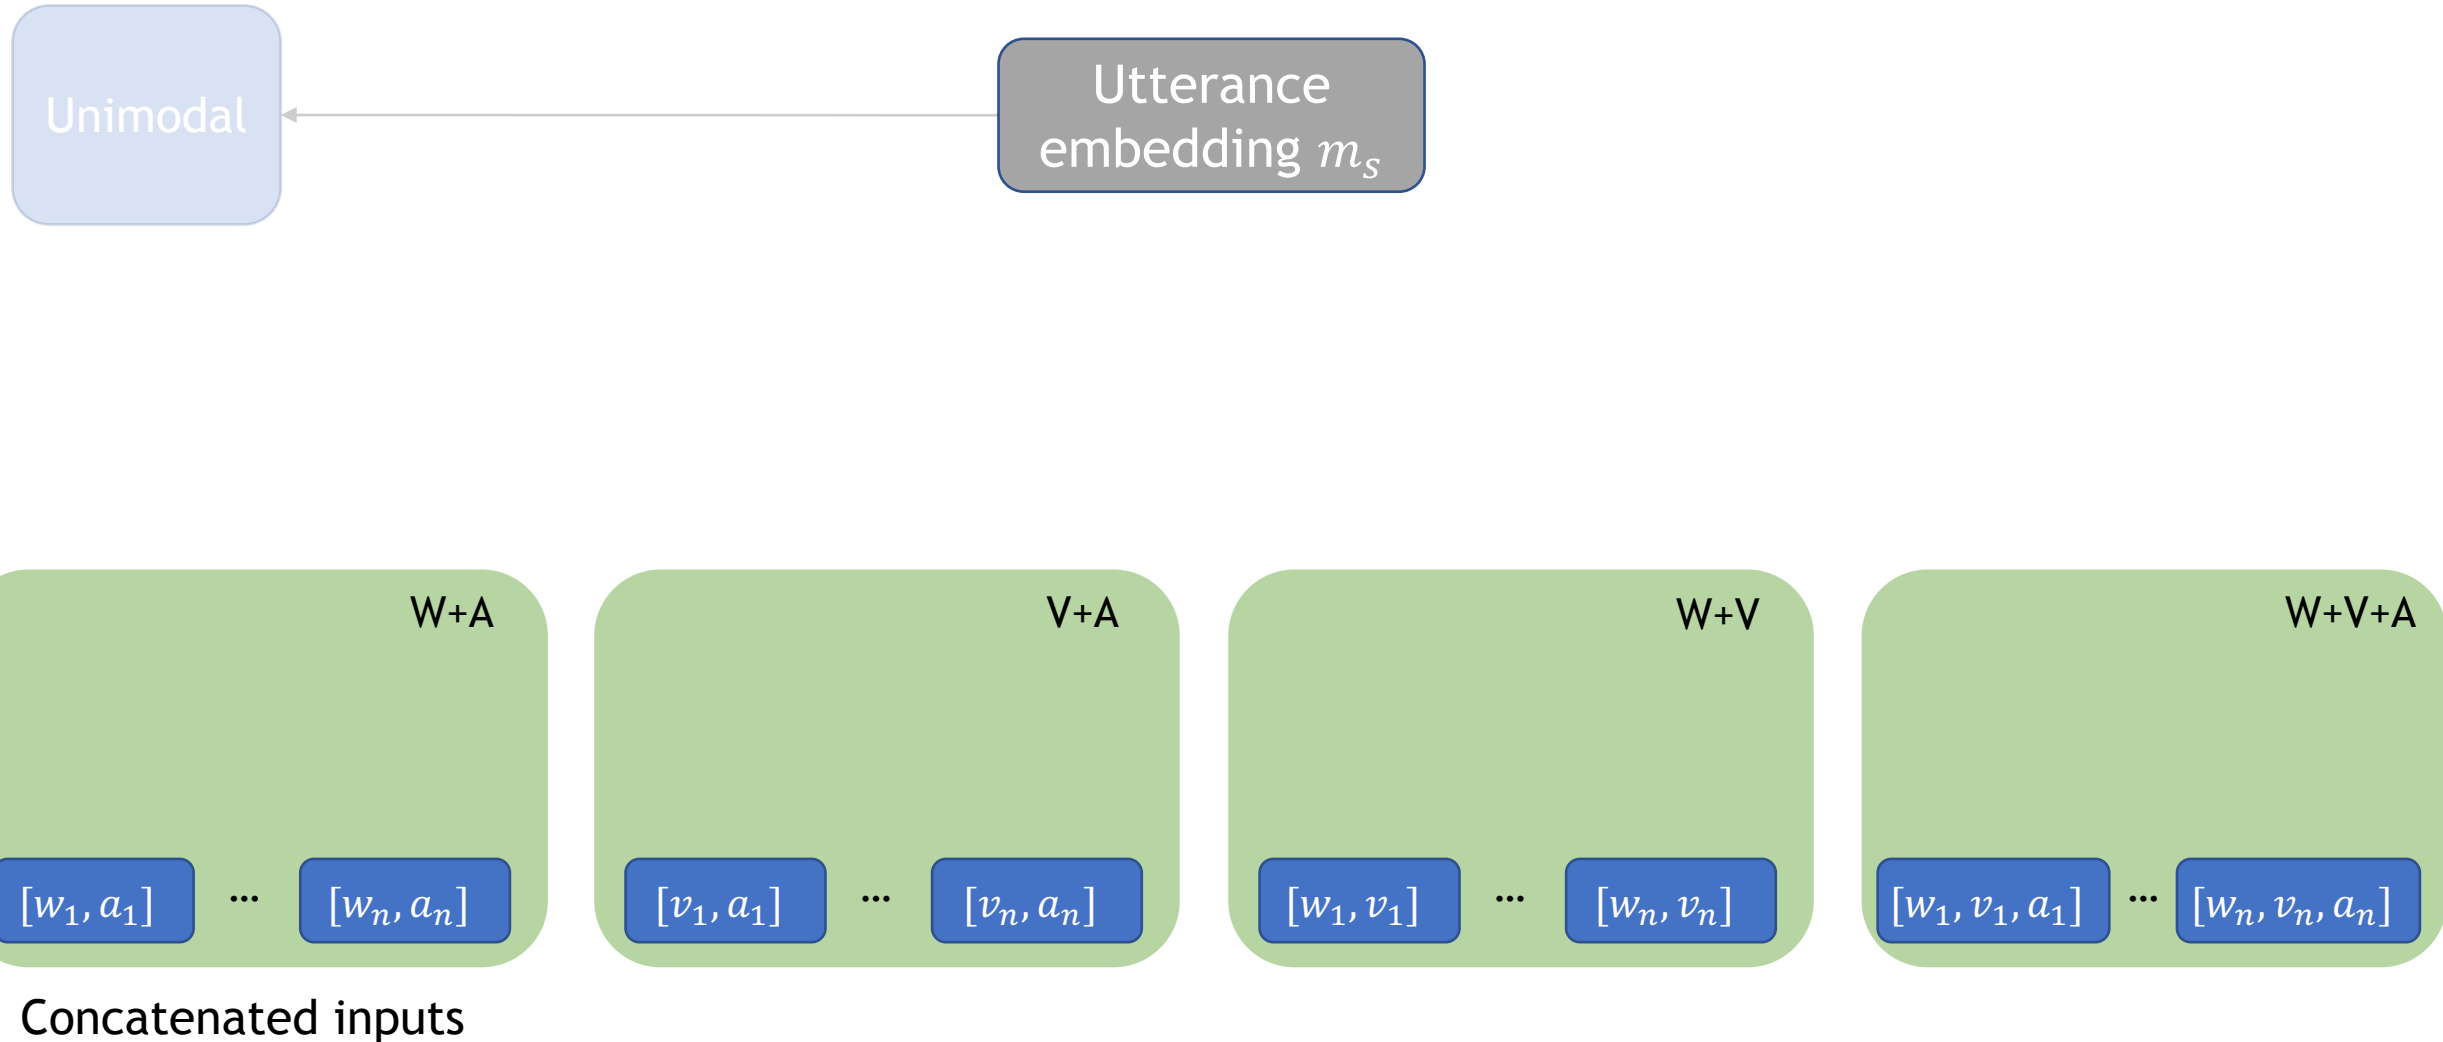 Unimodal
Utterance
embedding $m_s$
W+A
V+A
W+V
W+V+A
$[w_1, a_1]$ ... $[w_n, a_n]$
$[v_1, a_1]$ ... $[v_n, a_n]$
$[w_1, v_1]$ ... $[w_n, v_n]$
$[w_1, v_1, a_1]$ ... $[w_n, v_n, a_n]$
Concatenated inputs